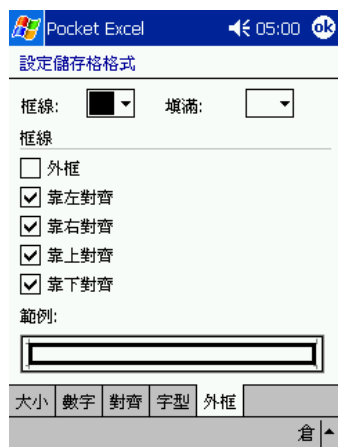 Pocket Excel 05:00 ok
設定儲存格格式
框線: 填滿:
框線
外框
靠左對齊
靠右對齊
靠上對齊
靠下對齊
範例:
大小 數字 對齊 字型 外框
倉